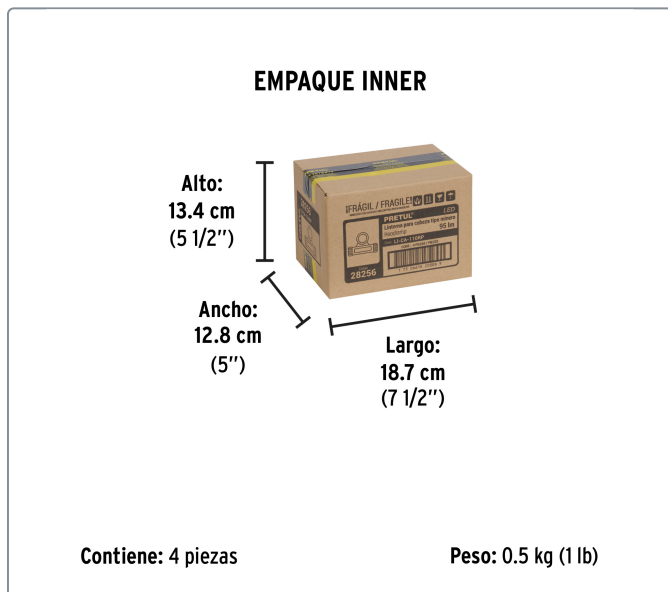 EMPAQUE INNER
Alto:
13.4 cm
(5 1/2’’)
Ancho:
12.8 cm
(5’’)
Largo:
18.7 cm
(7 1/2’’)
¡FRÁGIL / FRAGILE!
PRETUL
LED
Linterna para cabeza tipo minero
95 lm
Headlamp
28256
Contiene: 4 piezas
Peso: 0.5 kg (1 lb)